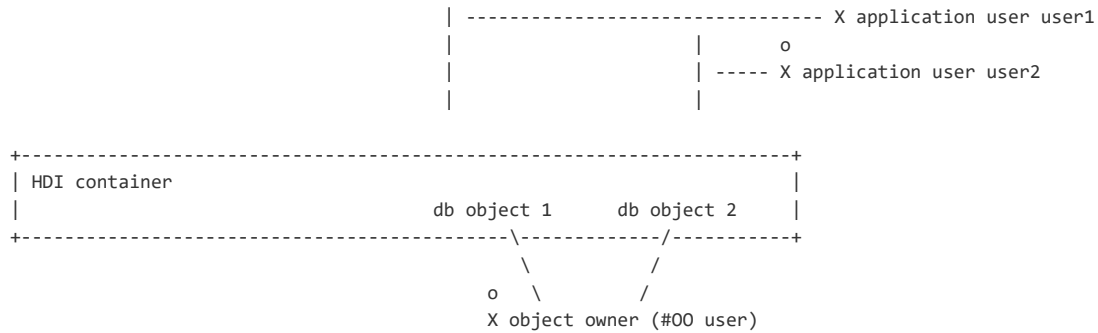 | -------------------------------- X application user user1
| | o
| | ----- X application user user2
| |
+-----------------------------------------------------------------------+
| HDI container |
| db object 1 db object 2 |
+---------------------------------------------\-------------/-----------+
\ /
o \ /
X object owner (#OO user)